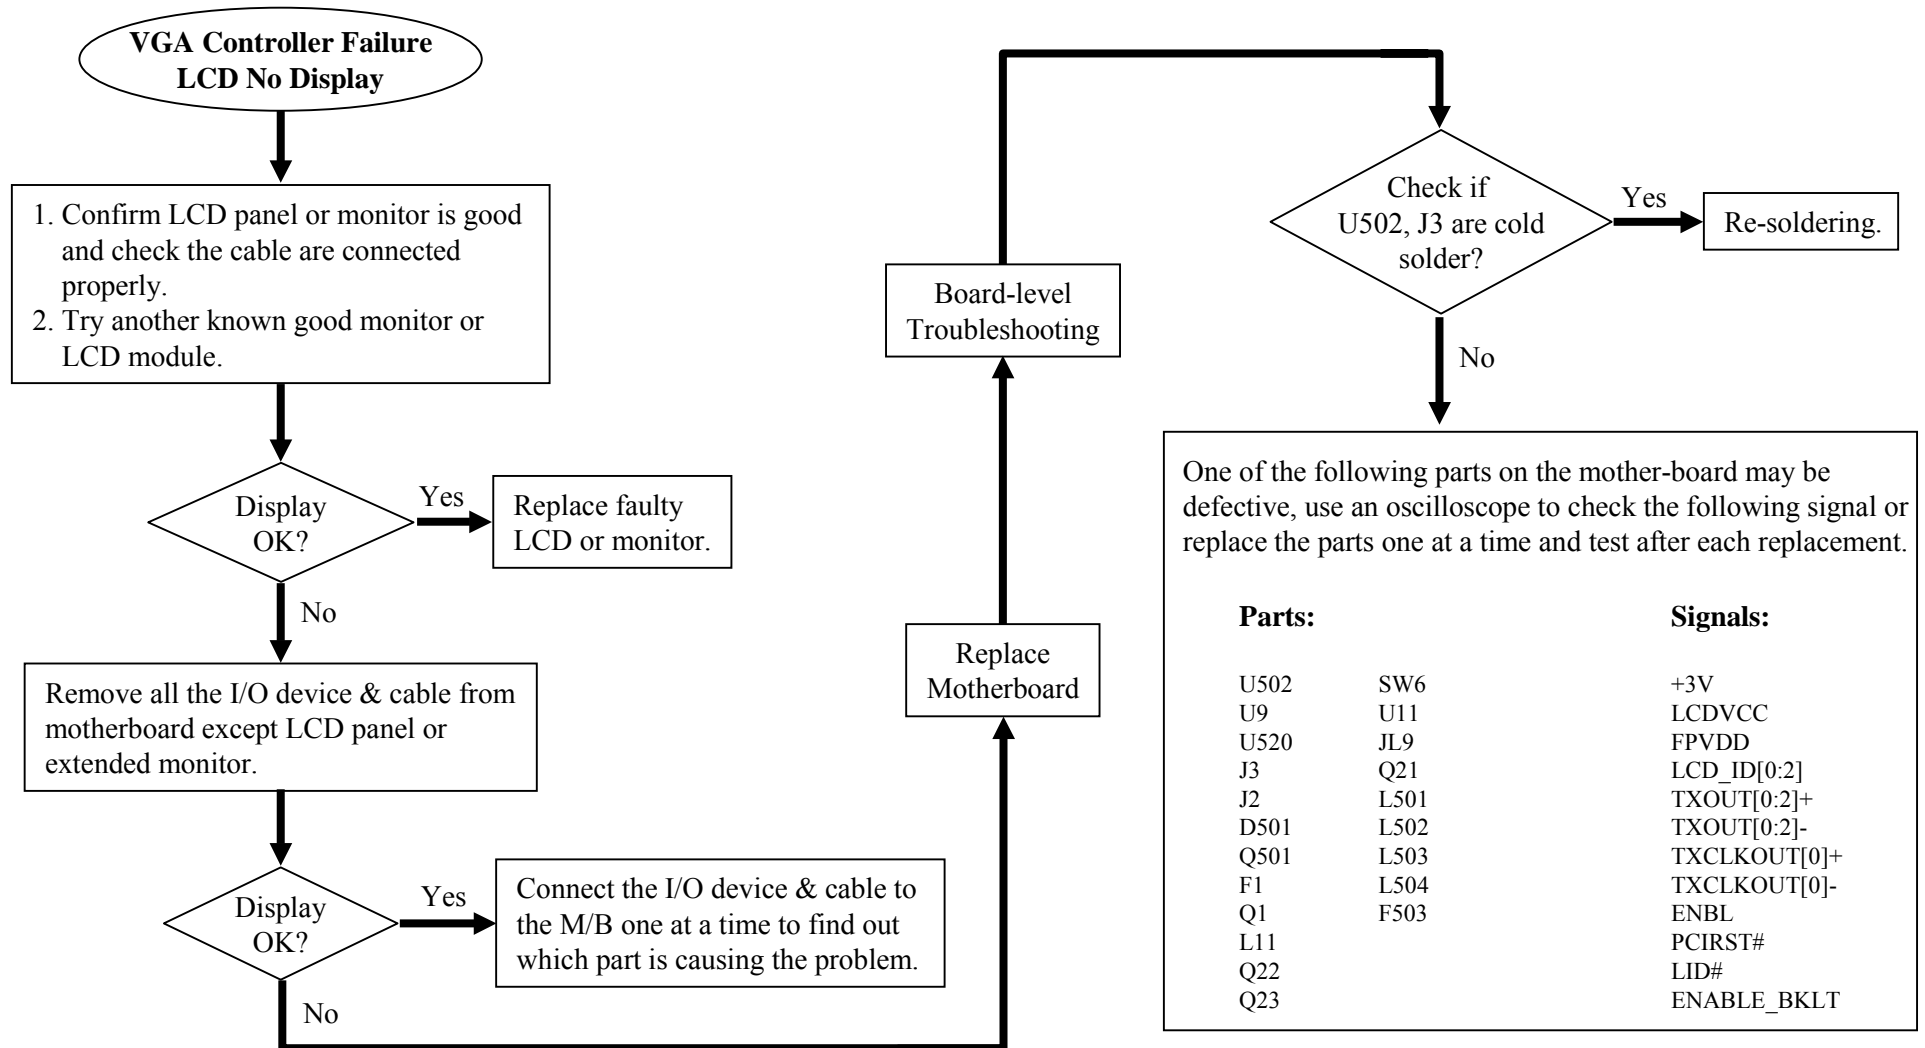 VGA Controller Failure
LCD No Display
1. Confirm LCD panel or monitor is good
and check the cable are connected
properly.
2. Try another known good monitor or
LCD module.
Display
OK?
Yes
Replace faulty
LCD or monitor.
No
Remove all the I/O device & cable from
motherboard except LCD panel or
extended monitor.
Display
OK?
Yes
Connect the I/O device & cable to
the M/B one at a time to find out
which part is causing the problem.
No
Replace
Motherboard
Board-level
Troubleshooting
Check if
U502, J3 are cold
solder?
Yes
Re-soldering.
No
One of the following parts on the mother-board may be
defective, use an oscilloscope to check the following signal or
replace the parts one at a time and test after each replacement.
Parts: Signals:
U502 SW6 +3V
U9 U11 LCDVCC
U520 JL9 FPVDD
J3 Q21 LCD_ID[0:2]
J2 L501 TXOUT[0:2]+
D501 L502 TXOUT[0:2]-
Q501 L503 TXCLKOUT[0]+
F1 L504 TXCLKOUT[0]-
Q1 F503 ENBL
L11 PCIRST#
Q22 LID#
Q23 ENABLE_BKLT